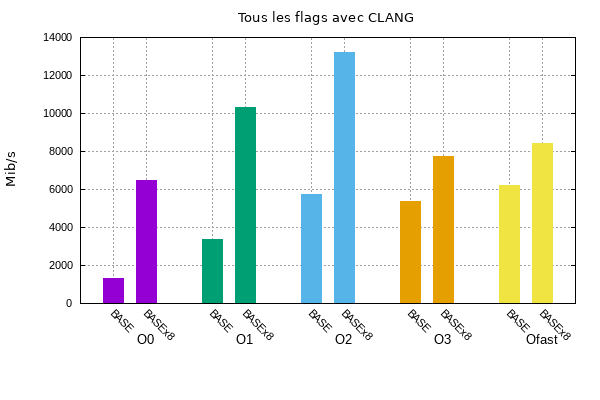 Tous les flags avec CLANG
Mib/s
14000
12000
10000
8000
6000
4000
2000
0
BASE BASEx8 BASE BASEx8 BASE BASEx8 BASE BASEx8 BASE BASEx8
O0 O1 O2 O3 Ofast